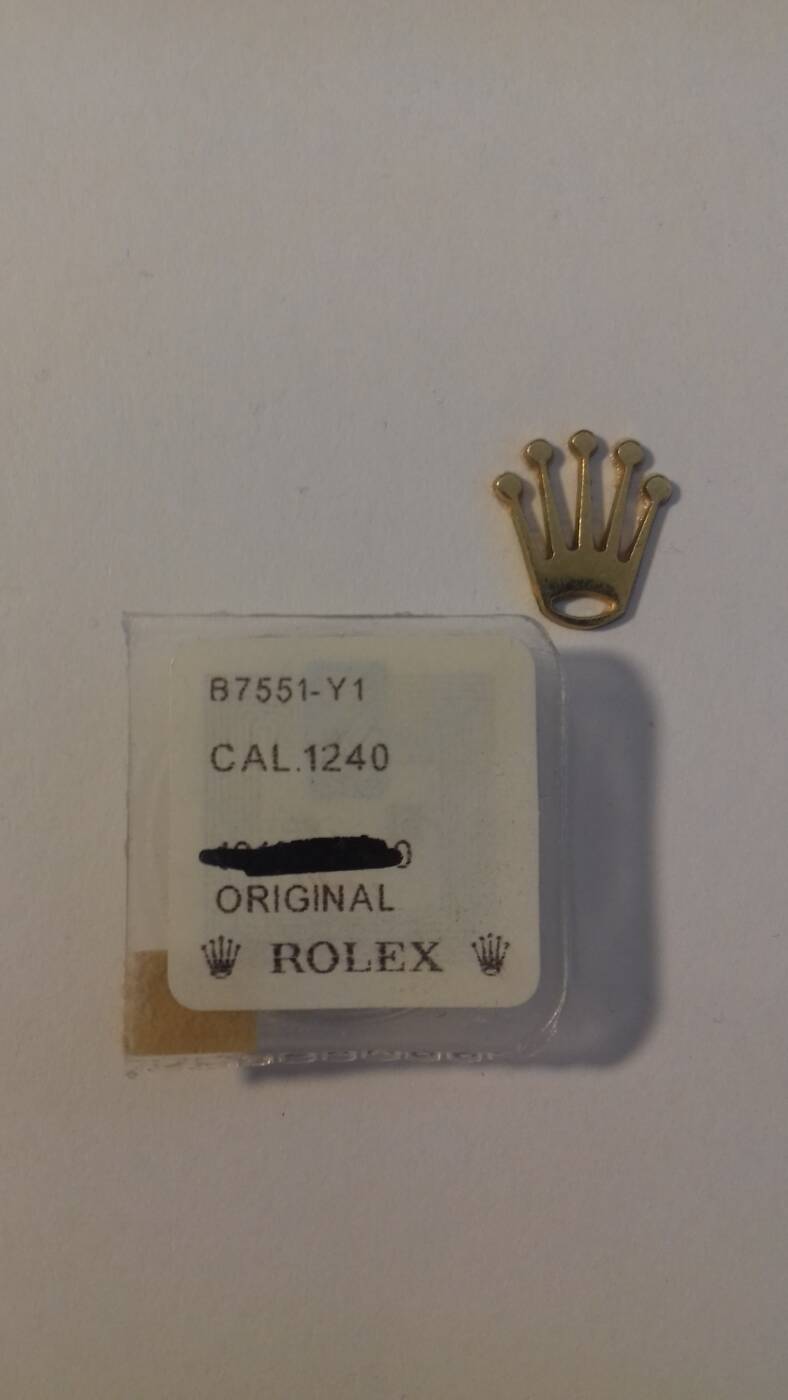 B7551-Y1
CAL.1240
ORIGINAL
ROLEX